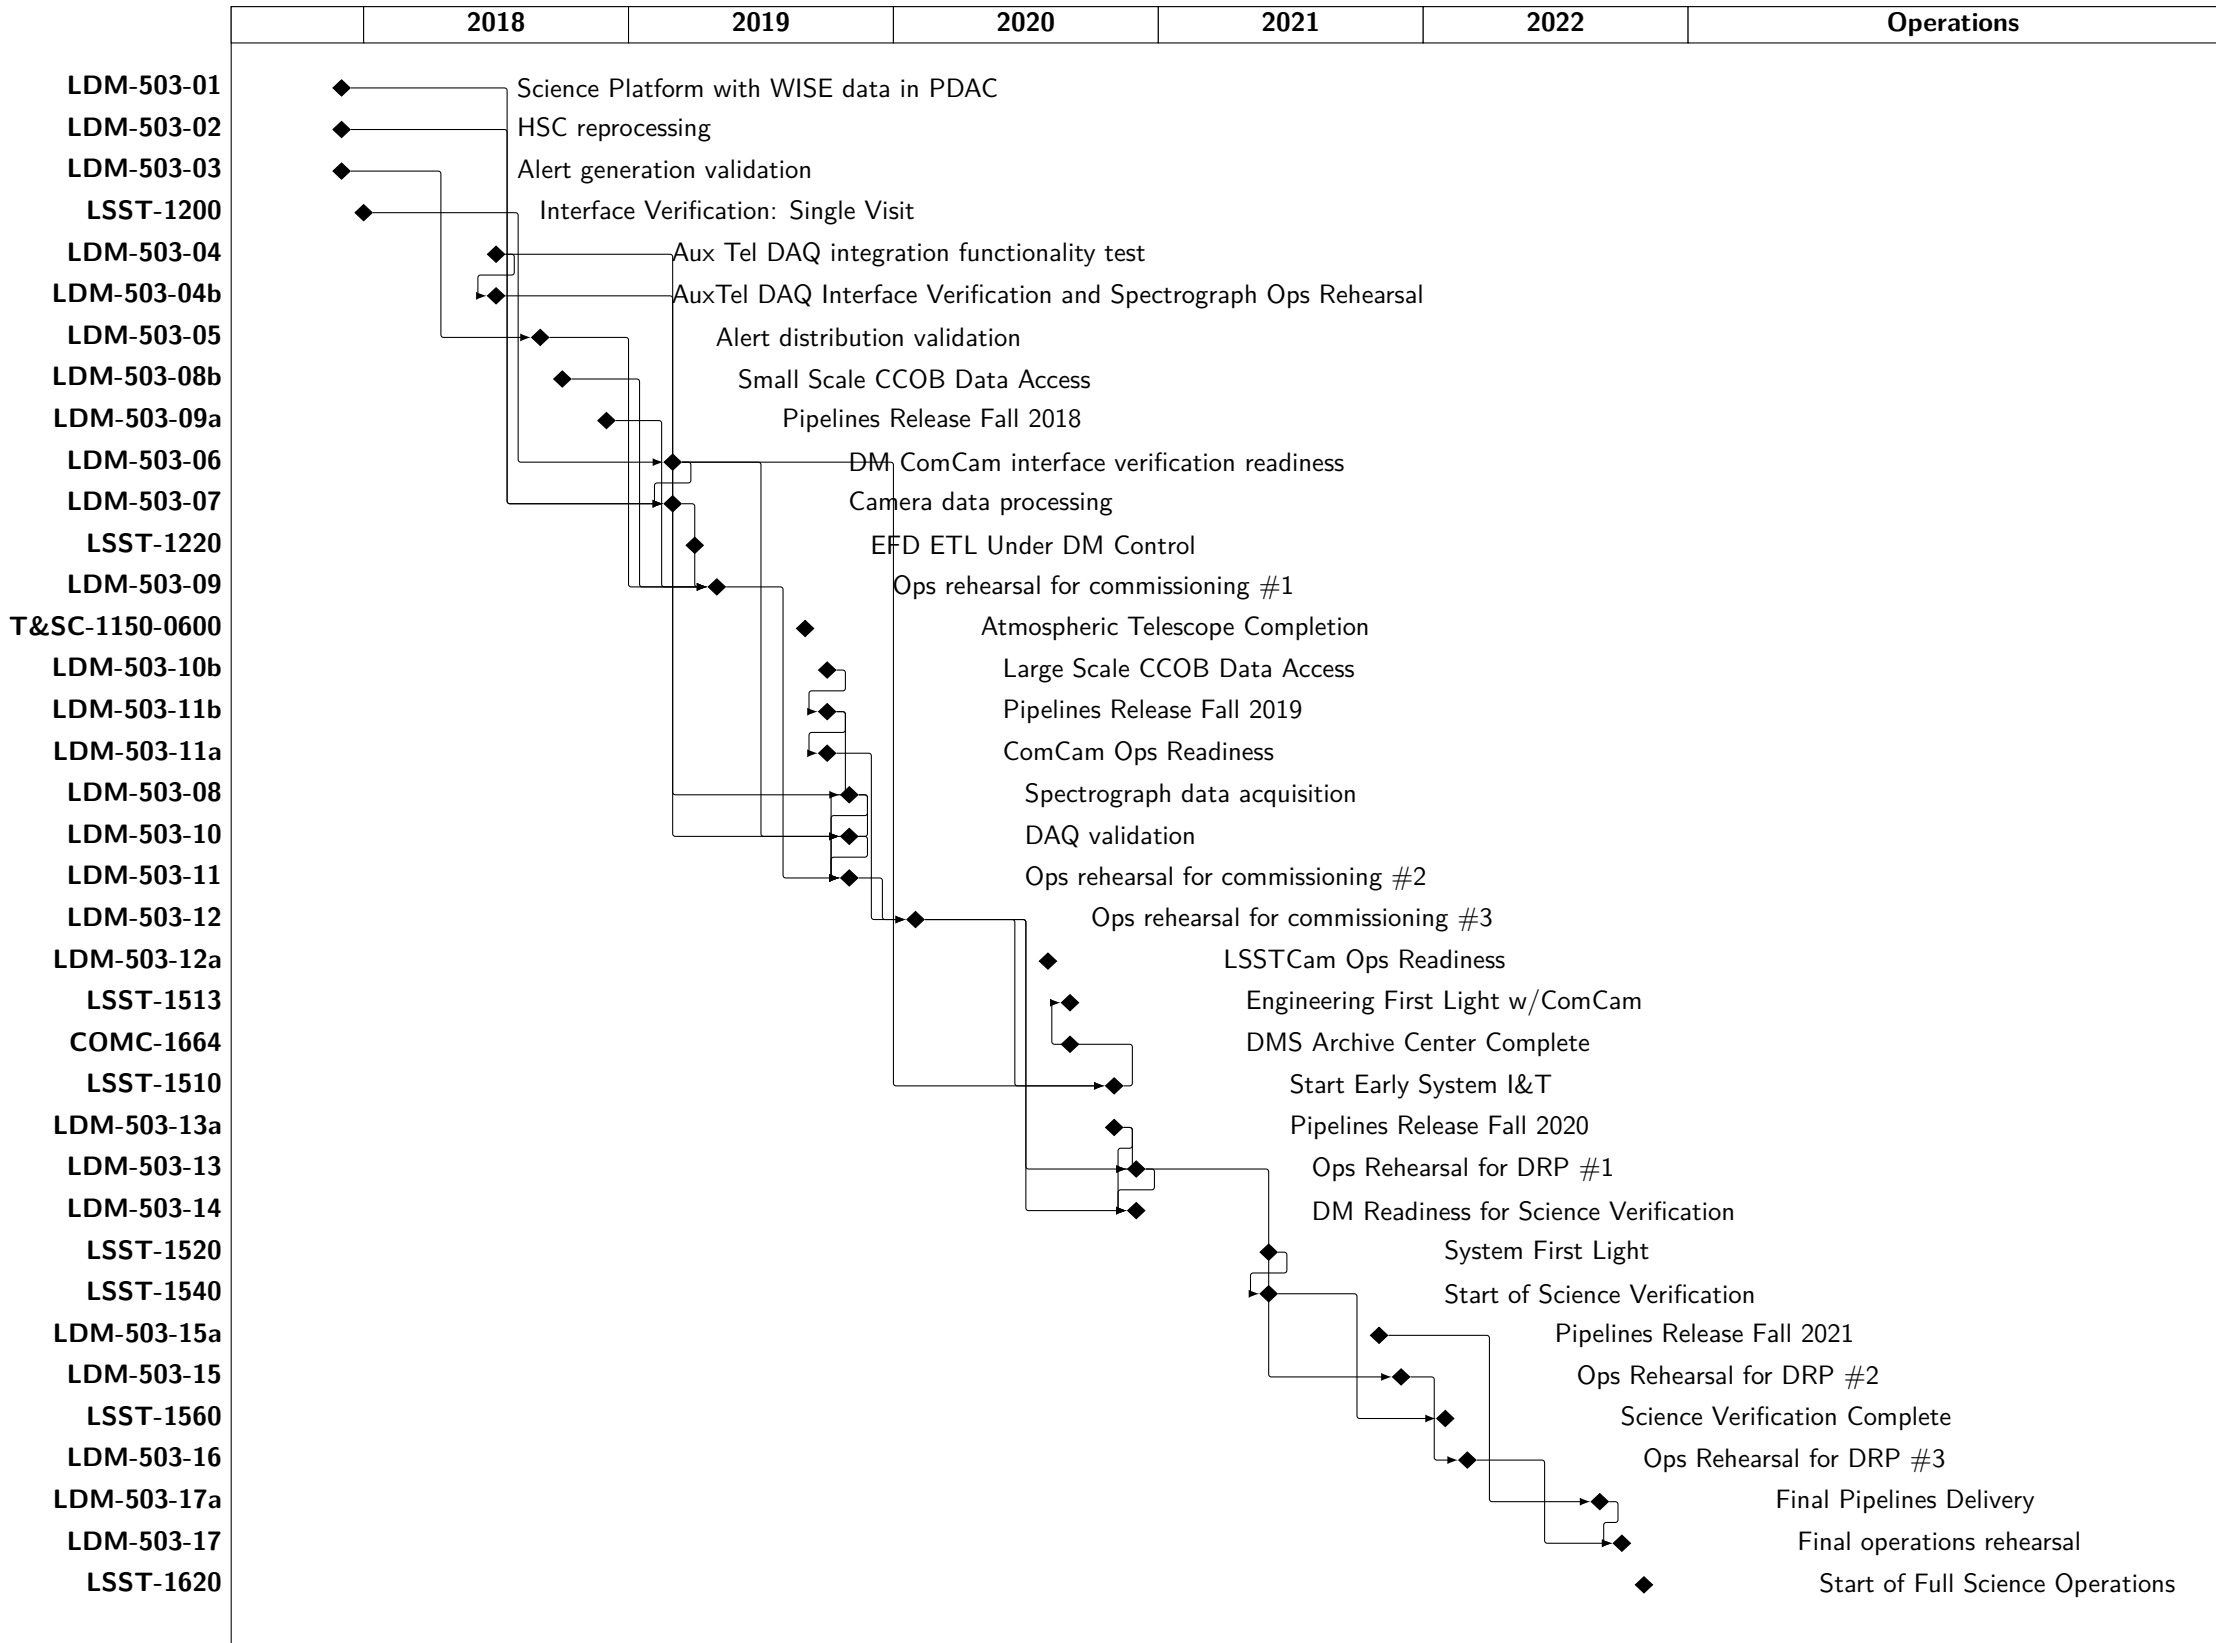 2018 2019 2020 2021 2022 Operations
LDM-503-01 Science Platform with WISE data in PDAC
LDM-503-02 HSC reprocessing
LDM-503-03 Alert generation validation
LSST-1200 Interface Verification: Single Visit
LDM-503-04 Aux Tel DAQ integration functionality test
LDM-503-04b AuxTel DAQ Interface Verification and Spectrograph Ops Rehearsal
LDM-503-05 Alert distribution validation
LDM-503-08b Small Scale CCOB Data Access
LDM-503-09a Pipelines Release Fall 2018
LDM-503-06 DM ComCam interface verification readiness
LDM-503-07 Camera data processing
LSST-1220 EFD ETL Under DM Control
LDM-503-09 Ops rehearsal for commissioning #1
T&SC-1150-0600 Atmospheric Telescope Completion
LDM-503-10b Large Scale CCOB Data Access
LDM-503-11b Pipelines Release Fall 2019
LDM-503-11a ComCam Ops Readiness
LDM-503-08 Spectrograph data acquisition
LDM-503-10 DAQ validation
LDM-503-11 Ops rehearsal for commissioning #2
LDM-503-12 Ops rehearsal for commissioning #3
LDM-503-12a LSSTCam Ops Readiness
LSST-1513 Engineering First Light w/ComCam
COMC-1664 DMS Archive Center Complete
LSST-1510 Start Early System I&T
LDM-503-13a Pipelines Release Fall 2020
LDM-503-13 Ops Rehearsal for DRP #1
LDM-503-14 DM Readiness for Science Verification
LSST-1520 System First Light
LSST-1540 Start of Science Verification
LDM-503-15a Pipelines Release Fall 2021
LDM-503-15 Ops Rehearsal for DRP #2
LSST-1560 Science Verification Complete
LDM-503-16 Ops Rehearsal for DRP #3
LDM-503-17a Final Pipelines Delivery
LDM-503-17 Final operations rehearsal
LSST-1620 Start of Full Science Operations